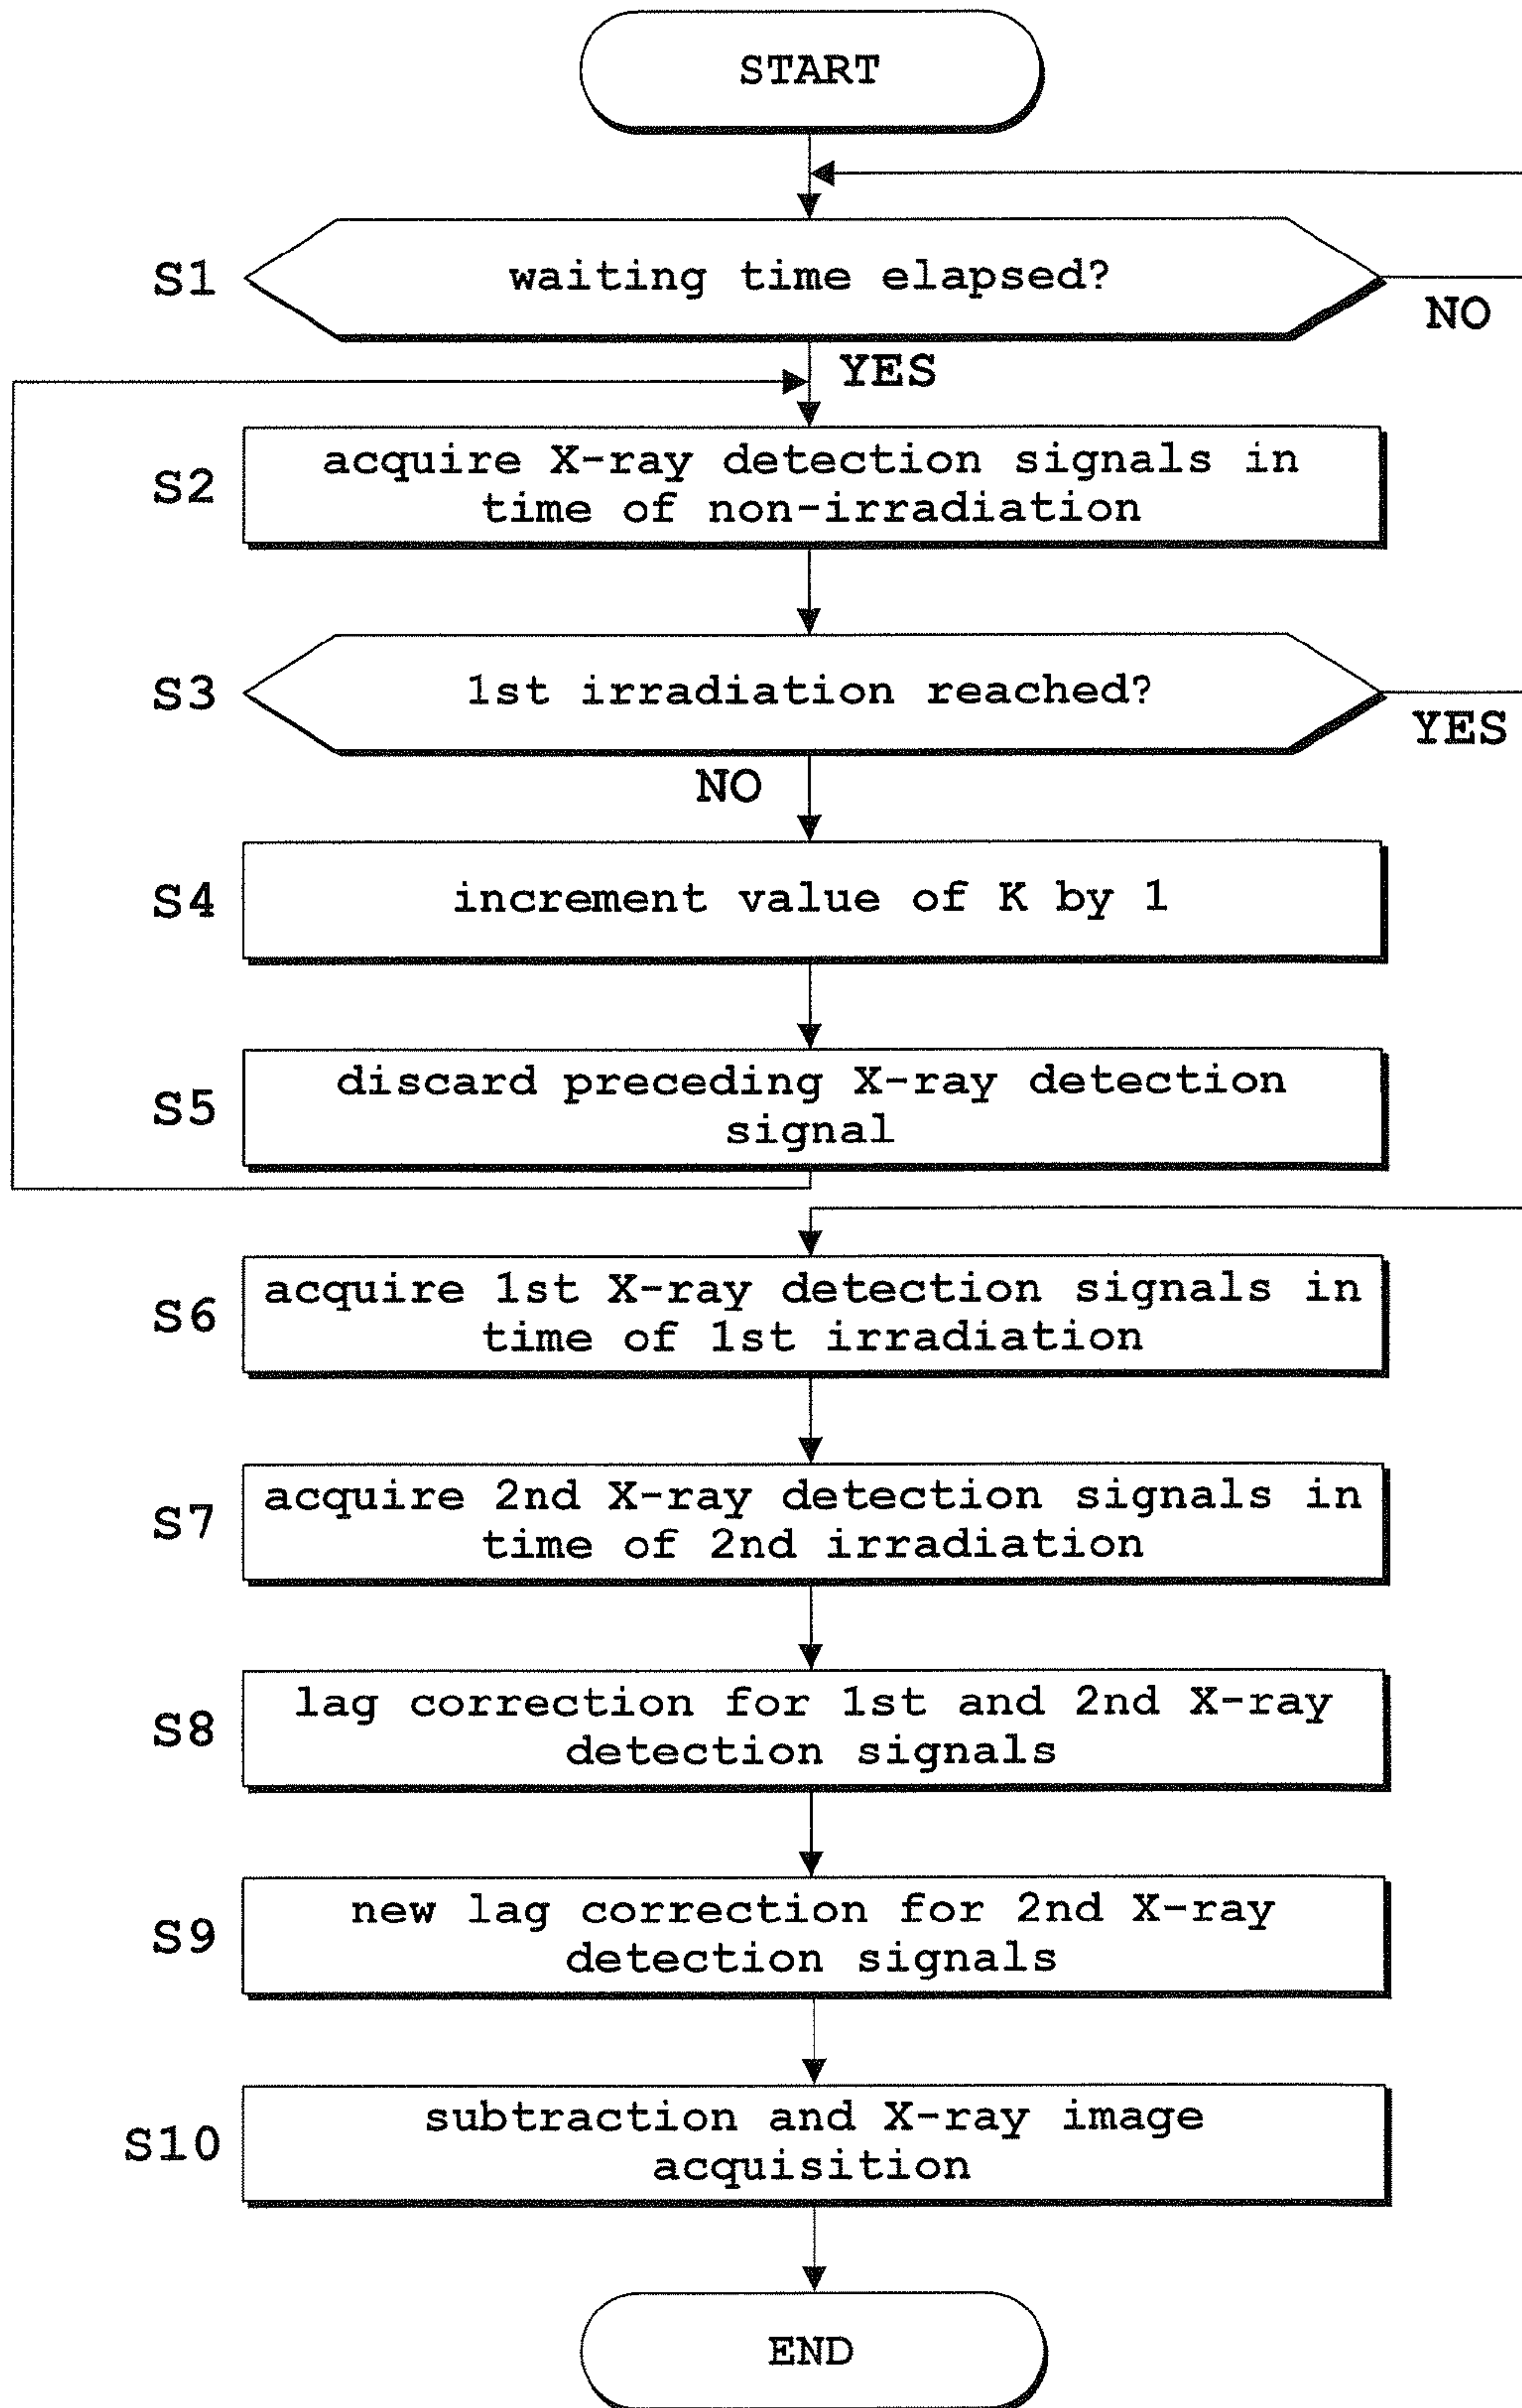 START
S1
waiting time elapsed?
NO
YES
S2
acquire X-ray detection signals in
time of non-irradiation
S3
1st irradiation reached?
YES
NO
S4
increment value of K by 1
S5
discard preceding X-ray detection
signal
S6
acquire 1st X-ray detection signals in
time of 1st irradiation
S7
acquire 2nd X-ray detection signals in
time of 2nd irradiation
S8
lag correction for 1st and 2nd X-ray
detection signals
S9
new lag correction for 2nd X-ray
detection signals
S10
subtraction and X-ray image
acquisition
END